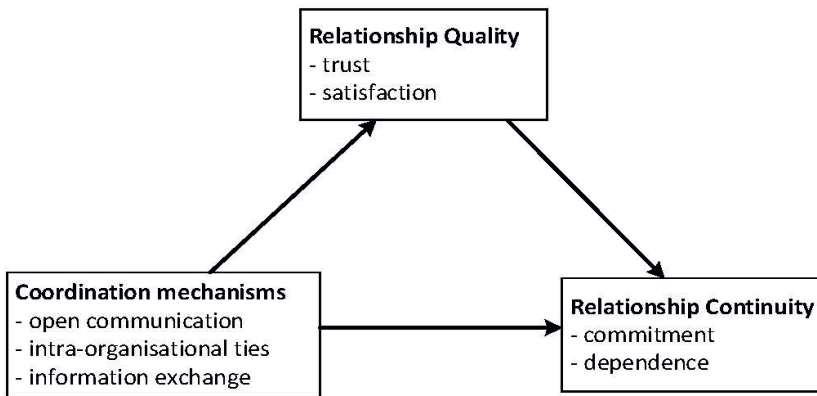 Relationship Quality
- trust
- satisfaction
Coordination mechanisms
- open communication
- intra-organisational ties
- information exchange
Relationship Continuity
- commitment
- dependence